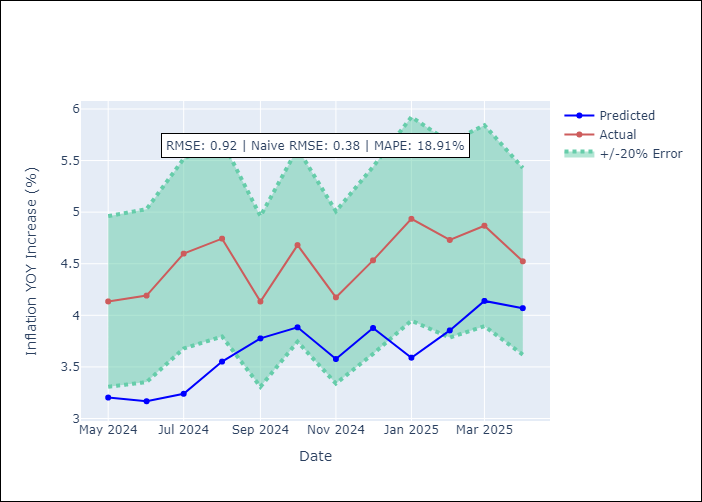 RMSE: 0.92 | Naive RMSE: 0.38 | MAPE: 18.91%
Predicted
Actual
+/-20% Error
6
5.5
5
4.5
4
3.5
3
Inflation YOY Increase (%)
May 2024
Jul 2024
Sep 2024
Nov 2024
Jan 2025
Mar 2025
Date